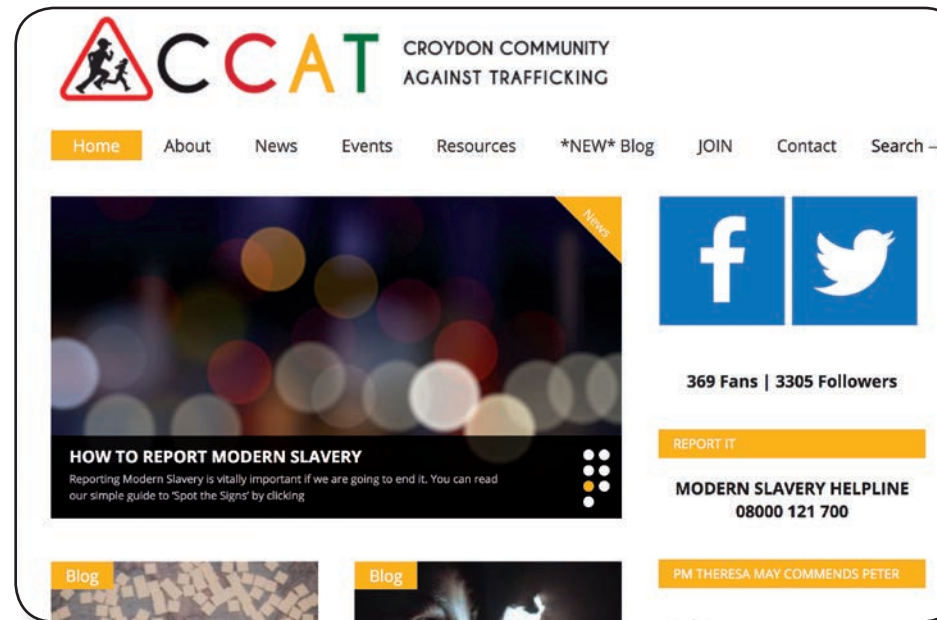 CCAT
CROYDON COMMUNITY
AGAINST TRAFFICKING
Home About News Events Resources *NEW* Blog JOIN Contact Search –
News
HOW TO REPORT MODERN SLAVERY
Reporting Modern Slavery is vitally important if we are going to end it. You can read
our simple guide to 'Spot the Signs' by clicking
369 Fans | 3305 Followers
REPORT IT
MODERN SLAVERY HELPLINE
08000 121 700
PM THERESA MAY COMMENDS PETER
Blog
Blog